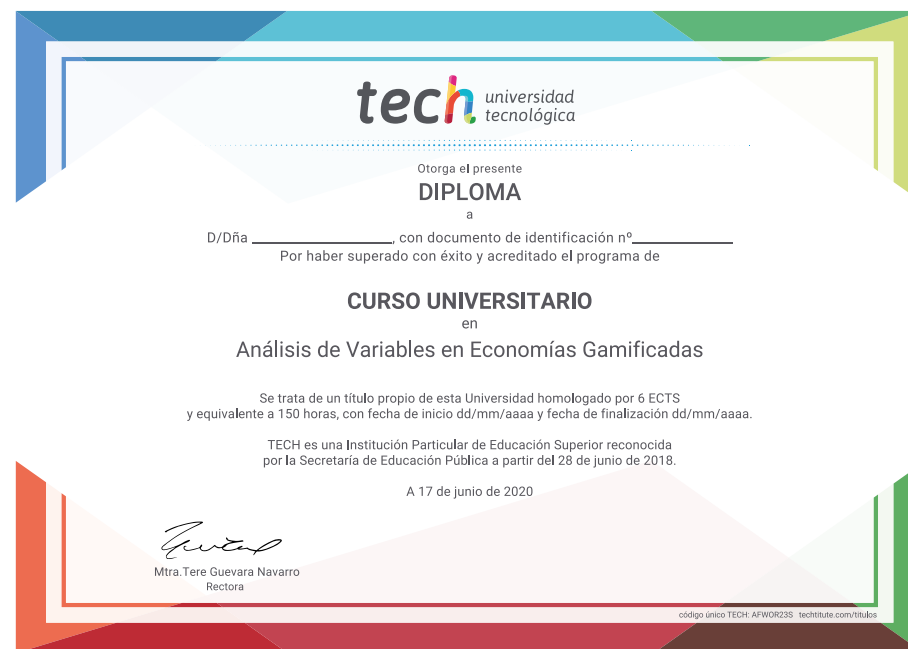 tech universidad
tecnológica
Otorga el presente
DIPLOMA
a
D/Dña ____________________, con documento de identificación nº______________
Por haber superado con éxito y acreditado el programa de
CURSO UNIVERSITARIO
en
Análisis de Variables en Economías Gamificadas
Se trata de un título propio de esta Universidad homologado por 6 ECTS
y equivalente a 150 horas, con fecha de inicio dd/mm/aaaa y fecha de finalización dd/mm/aaaa.
TECH es una Institución Particular de Educación Superior reconocida
por la Secretaría de Educación Pública a partir del 28 de junio de 2018.
A 17 de junio de 2020
Mtra.Tere Guevara Navarro
Rectora
código único TECH: AFWOR23S techtitute.com/titulos